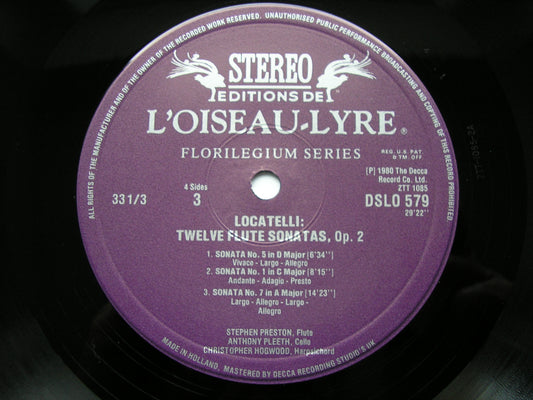 ALL RIGHTS OF THE MANUFACTURER AND OF THE OWNER OF THE RECORDED WORK RESERVED. UNAUTHORISED PUBLIC PERFORMANCE BROADCASTING AND COPYING OF THIS RECORD PROHIBITED
STEREO
EDITIONS DE
L'OISEAU-LYRE ®
FLORILEGIUM SERIES
REG. U.S. PAT.
& TM. OFF
33 1/3
4 Sides
3
[P] 1980 The Decca
Record Co. Ltd.
ZTT 1085
DSLO 579
29'22''
LOCATELLI:
TWELVE FLUTE SONATAS, Op. 2
1. SONATA No. 5 in D Major [6'34'']
Vivace - Largo - Allegro
2. SONATA No. 1 in C Major [8'15'']
Andante - Adagio - Presto
3. SONATA No. 7 in A Major [14'23'']
Largo - Allegro - Largo -
Allegro
STEPHEN PRESTON, Flute
ANTHONY PLEETH, Cello
CHRISTOPHER HOGWOOD, Harpsichord
MADE IN HOLLAND. MASTERED BY DECCA RECORDING STUDIO'S UK